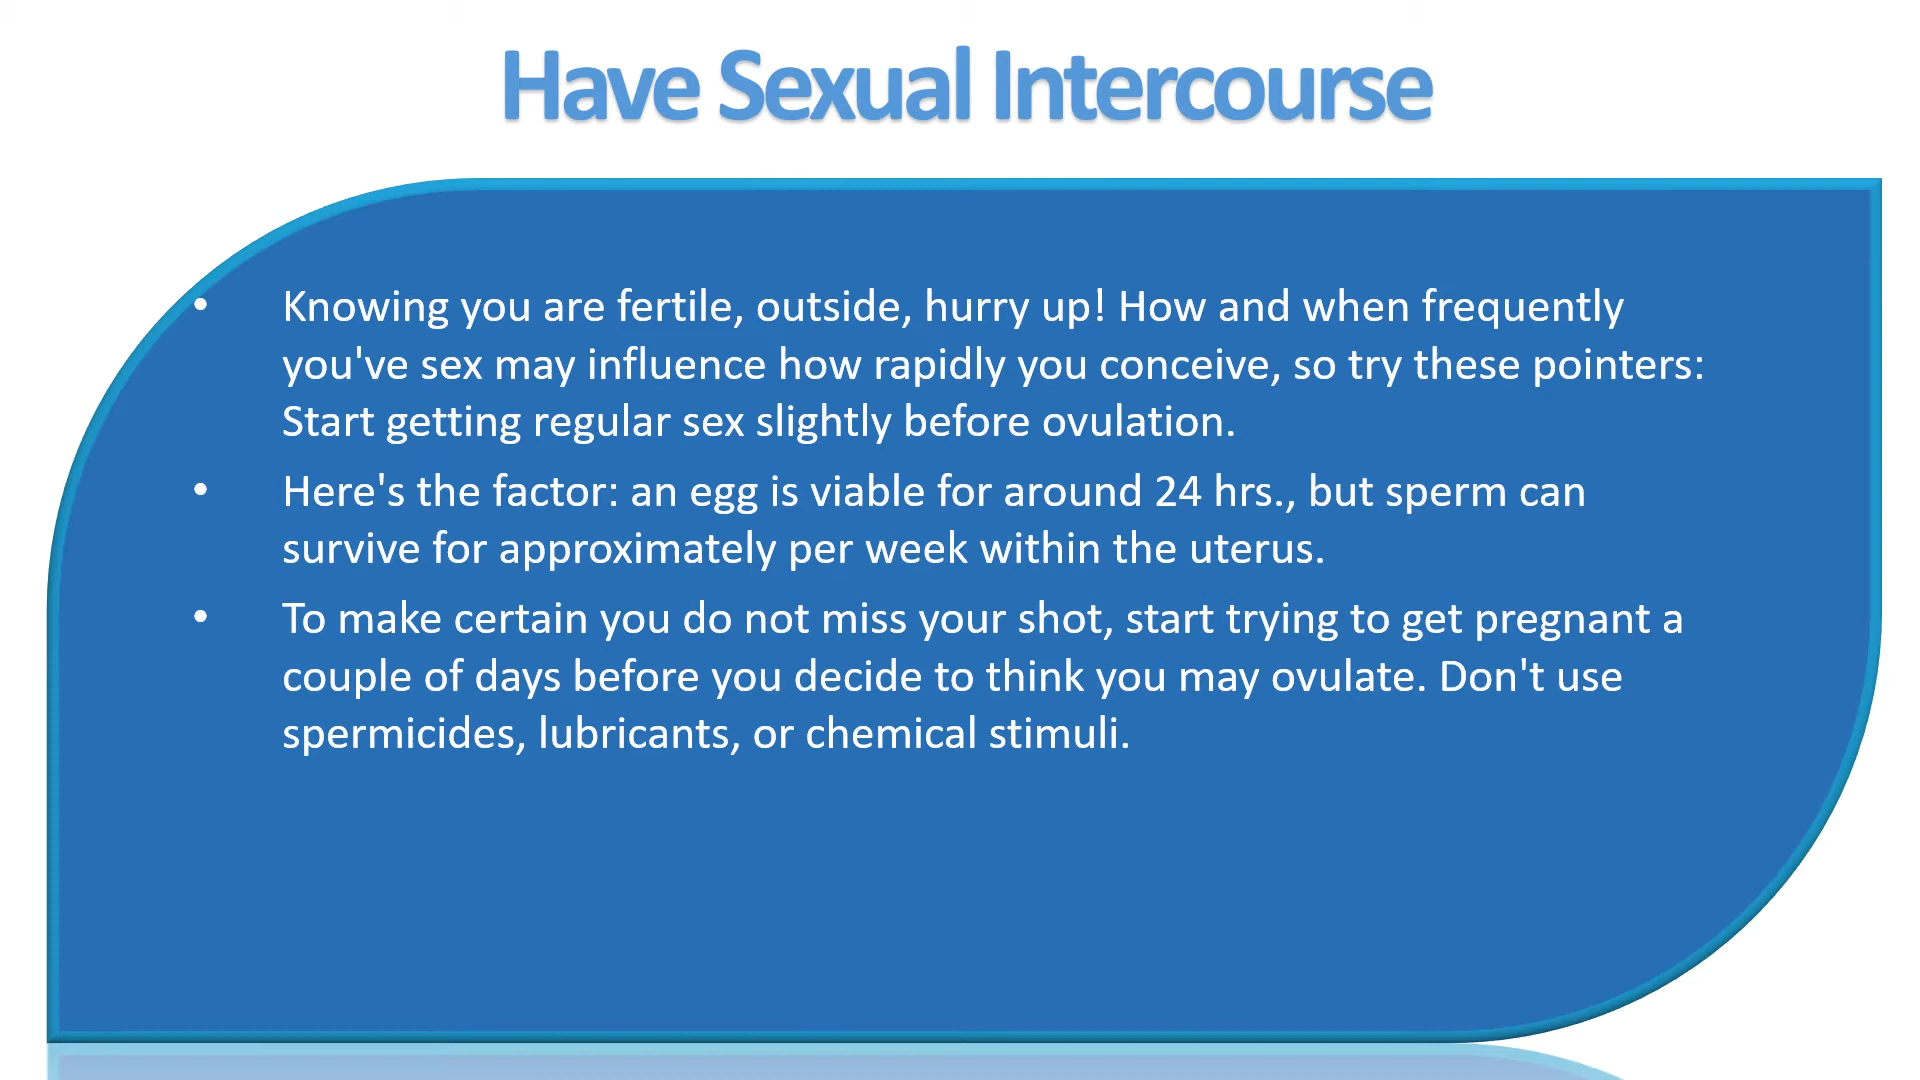 Have Sexual Intercourse
• Knowing you are fertile, outside, hurry up! How and when frequently
you've sex may influence how rapidly you conceive, so try these pointers:
Start getting regular sex slightly before ovulation.
• Here's the factor: an egg is viable for around 24 hrs., but sperm can
survive for approximately per week within the uterus.
• To make certain you do not miss your shot, start trying to get pregnant a
couple of days before you decide to think you may ovulate. Don't use
spermicides, lubricants, or chemical stimuli.